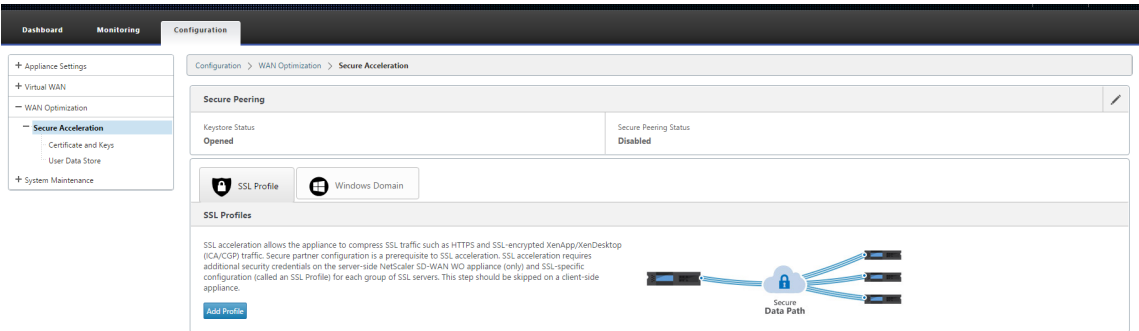 Dashboard Monitoring Configuration
+ Appliance Settings
+ Virtual WAN
− WAN Optimization
− Secure Acceleration
Certificate and Keys
User Data Store
+ System Maintenance
Configuration > WAN Optimization > Secure Acceleration
Secure Peering
Keystore Status
Opened
Secure Peering Status
Disabled
SSL Profile
Windows Domain
SSL Profiles
SSL acceleration allows the appliance to compress SSL traffic such as HTTPS and SSL-encrypted XenApp/XenDesktop
(ICA/CGP) traffic. Secure partner configuration is a prerequisite to SSL acceleration. SSL acceleration requires
additional security credentials on the server-side NetScaler SD-WAN WO appliance (only) and SSL-specific
configuration (called an SSL Profile) for each group of SSL servers. This step should be skipped on a client-side
appliance.
Add Profile
Secure
Data Path